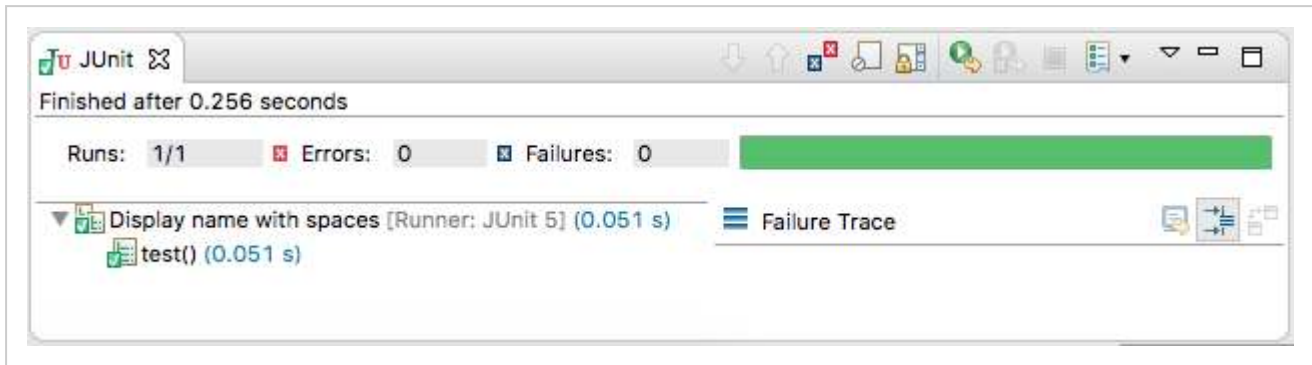 JU JUnit
Finished after 0.256 seconds
Runs: 1/1 Errors: 0 Failures: 0
Display name with spaces [Runner: JUnit 5] (0.051 s) Failure Trace
test() (0.051 s)